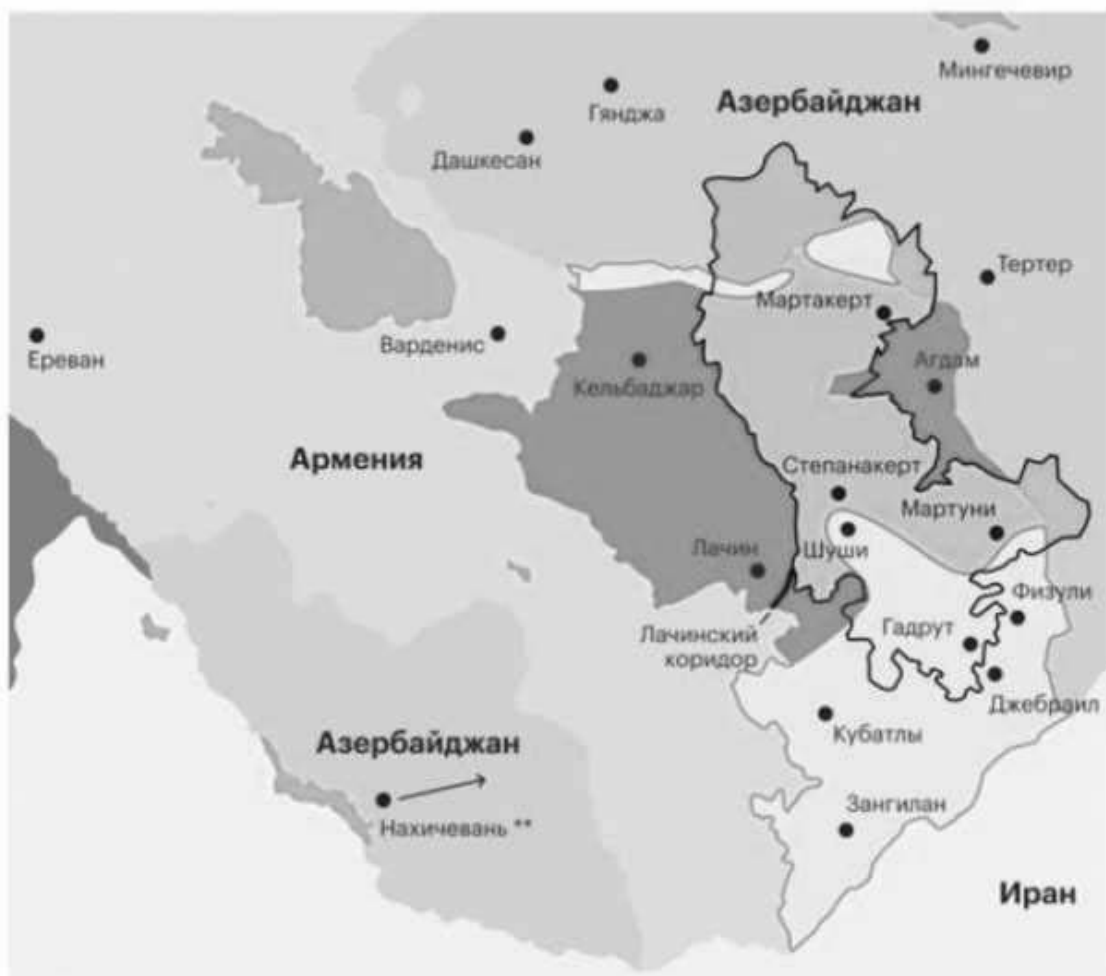 Мингечевир
Азербайджан
Гянджа
Дашкесан
Тертер
Мартакерт
Ереван
Варденис
Кельбаджар
Агдам
Армения
Степанакерт
Мартуни
Лачин
Шуши
Физули
Гадрут
Лачинский
коридор
Джебраил
Кубатлы
Азербайджан
Нахичевань **
Зангилан
Иран